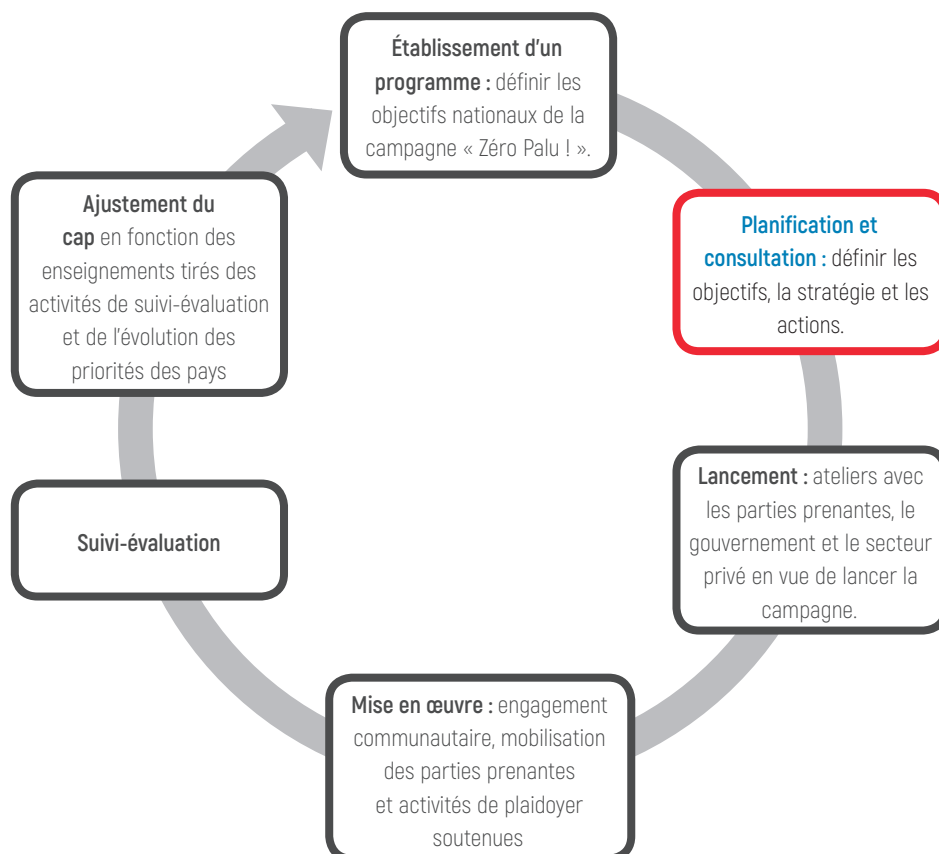 Établissement d'un
programme : définir les
objectifs nationaux de la
campagne « Zéro Palu ! ».
Planification et
consultation : définir les
objectifs, la stratégie et les
actions.
Lancement : ateliers avec
les parties prenantes, le
gouvernement et le secteur
privé en vue de lancer la
campagne.
Mise en œuvre : engagement
communautaire, mobilisation
des parties prenantes
et activités de plaidoyer
soutenues
Suivi-évaluation
Ajustement du
cap en fonction des
enseignements tirés des
activités de suivi-évaluation
et de l'évolution des
priorités des pays